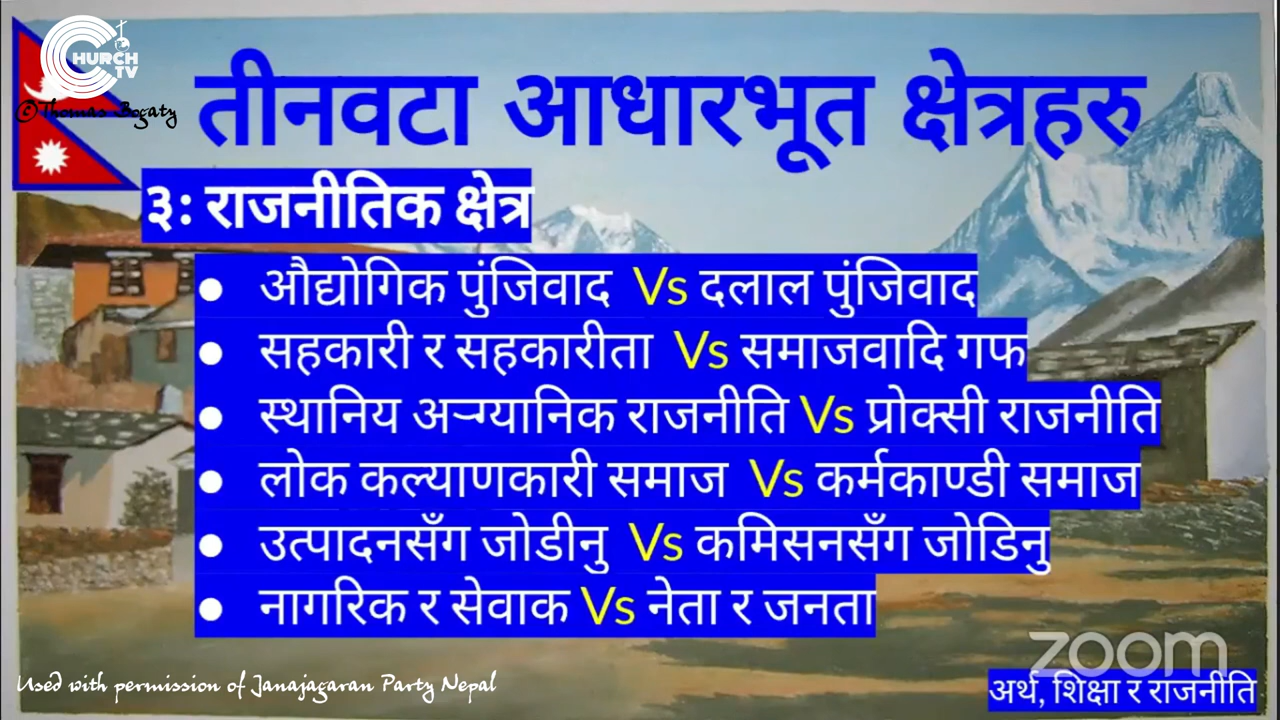 CHURCH TV
©Thomas Bogaty
तीनवटा आधारभूत क्षेत्रहरु
३ः राजनीतिक क्षेत्र
● औद्योगिक पुंजिवाद Vs दलाल पुंजिवाद
● सहकारी र सहकारीता Vs समाजवादि गफ
● स्थानिय अर्‍ग्यानिक राजनीति Vs प्रोक्सी राजनीति
● लोक कल्याणकारी समाज Vs कर्मकाण्डी समाज
● उत्पादनसँग जोडीनु Vs कमिसनसँग जोडिनु
● नागरिक र सेवाक Vs नेता र जनता
zoom
Used with permission of Janajagaran Party Nepal
अर्थ, शिक्षा र राजनीति